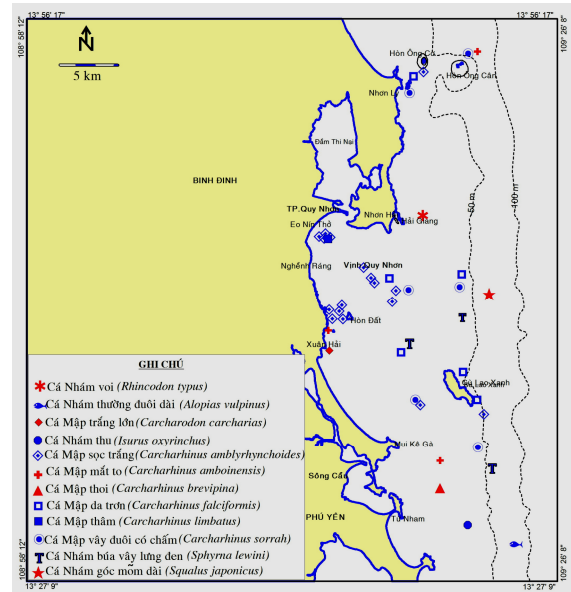 13° 56' 17"
13° 56' 17"
108° 58' 12"
109° 26' 8"
N
5 km
Hòn Ông Cơ
Hòn Ông Căn
Nhơn Lý
Đầm Thị Nại
BINH ĐINH
50 m
100 m
TP.Quy Nhơn
Nhơn Hải
Hải Giang
Eo Nín Thở
Nghềnh Ráng
Vịnh Quy Nhơn
Hòn Đất
Xuân Hải
Cù Lao Xanh
Mui Kê Gà
Sông Cầu
PHÚ YÊN
Từ Nham
GHI CHÚ
Cá Nhám voi (Rhincodon typus)
Cá Nhám thường đuôi dài (Alopias vulpinus)
Cá Mập trắng lớn (Carcharodon carcharias)
Cá Nhám thu (Isurus oxyrinchus)
Cá Mập sọc trắng (Carcharhinus amblyrhynchoides)
Cá Mập mắt to (Carcharhinus amboinensis)
Cá Mập thoi (Carcharhinus brevipina)
Cá Mập da trơn (Carcharhinus falciformis)
Cá Mập thâm (Carcharhinus limbatus)
Cá Mập vây đuôi có chấm (Carcharhinus sorrah)
Cá Nhám búa vây lưng đen (Sphyrna lewini)
Cá Nhám góc mõm dài (Squalus japonicus)
108° 58' 12"
109° 26' 8"
13° 27' 9"
13° 27' 9"